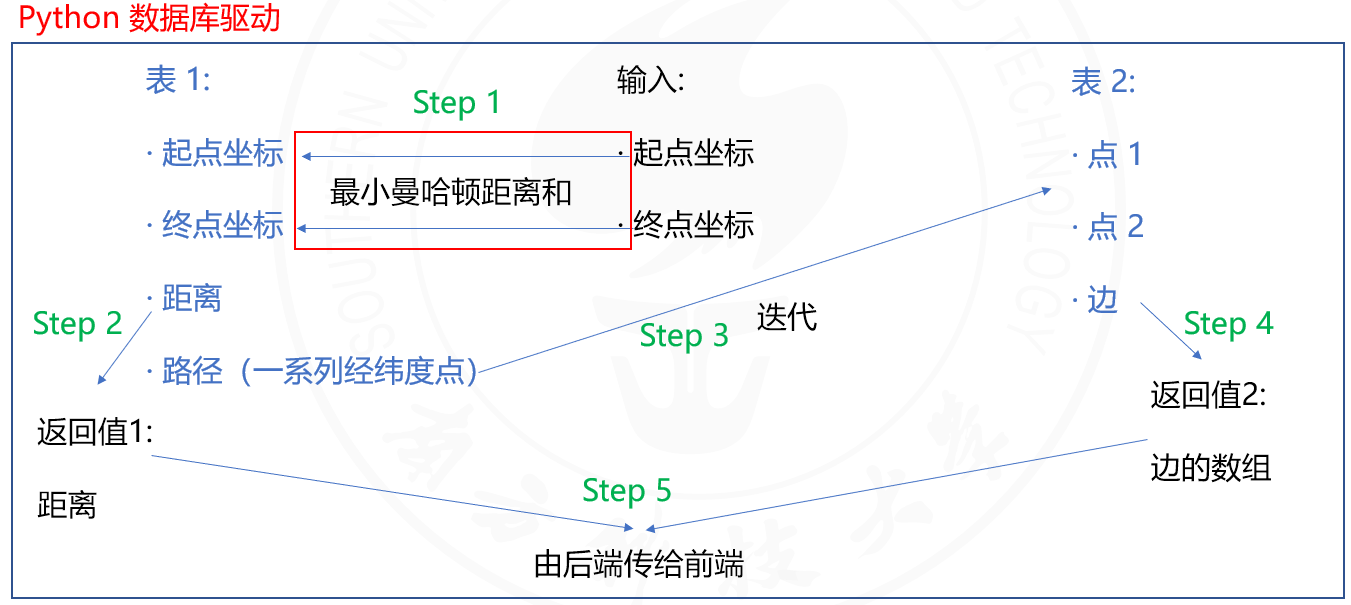 Python 数据库驱动
表 1:
· 起点坐标
· 终点坐标
· 距离
· 路径（一系列经纬度点）
Step 1
最小曼哈顿距离和
输入:
· 起点坐标
· 终点坐标
表 2:
· 点 1
· 点 2
· 边
Step 2
返回值1:
距离
Step 3
迭代
Step 4
返回值2:
边的数组
Step 5
由后端传给前端